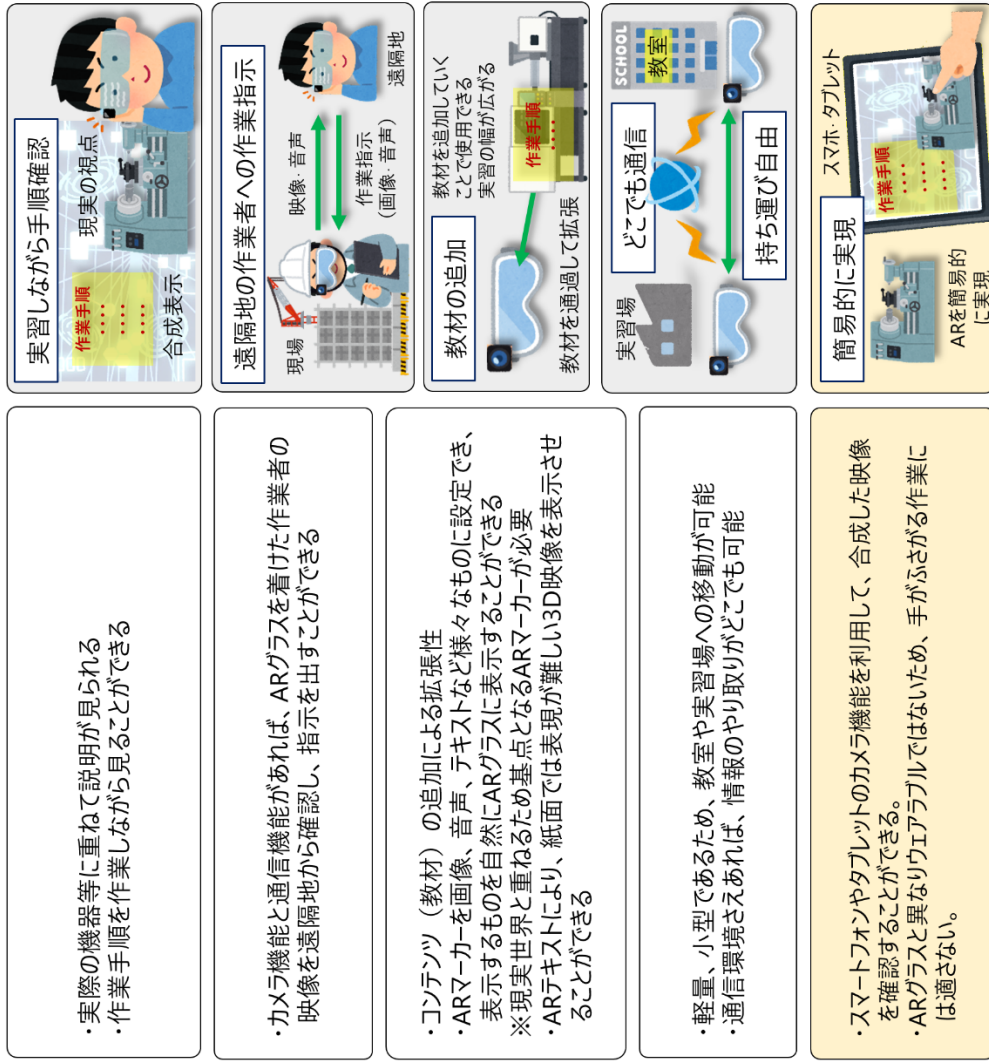 ・実際の機器等に重ねて説明が見られる
・作業手順を作業しながら見ることができる
実習しながら手順確認
作業手順
‥‥
‥‥
合成表示
現実の視点
・カメラ機能と通信機能があれば、ARグラスを着けた作業者の
映像を遠隔地から確認し、指示を出すことができる
遠隔地の作業者への作業指示
現場
映像・音声
作業指示
(画像・音声)
遠隔地
・コンテンツ（教材）の追加による拡張性
・ARマーカーを画像、音声、テキストなど様々なものに設定でき、
表示するものを自然にARグラスに表示することができる
※現実世界と重ねるため基点となるARマーカーが必要
・ARテキストにより、紙面では表現が難しい3D映像を表示させ
ることができる
教材の追加
教材を追加していく
ことで使用できる
実習の幅が広がる
作業手順
‥‥
‥‥
教材を通過して拡張
・軽量、小型であるため、教室や実習場への移動が可能
・通信環境さえあれば、情報のやり取りがどこでも可能
実習場
どこでも通信
SCHOOL
教室
持ち運び自由
・スマートフォンやタブレットのカメラ機能を利用して、合成した映像
を確認することができる。
・ARグラスと異なりウェアラブルではないため、手がふさがる作業に
は適さない。
簡易的に実現
スマホ・タブレット
作業手順
‥‥
‥‥
ARを簡易的
に実現